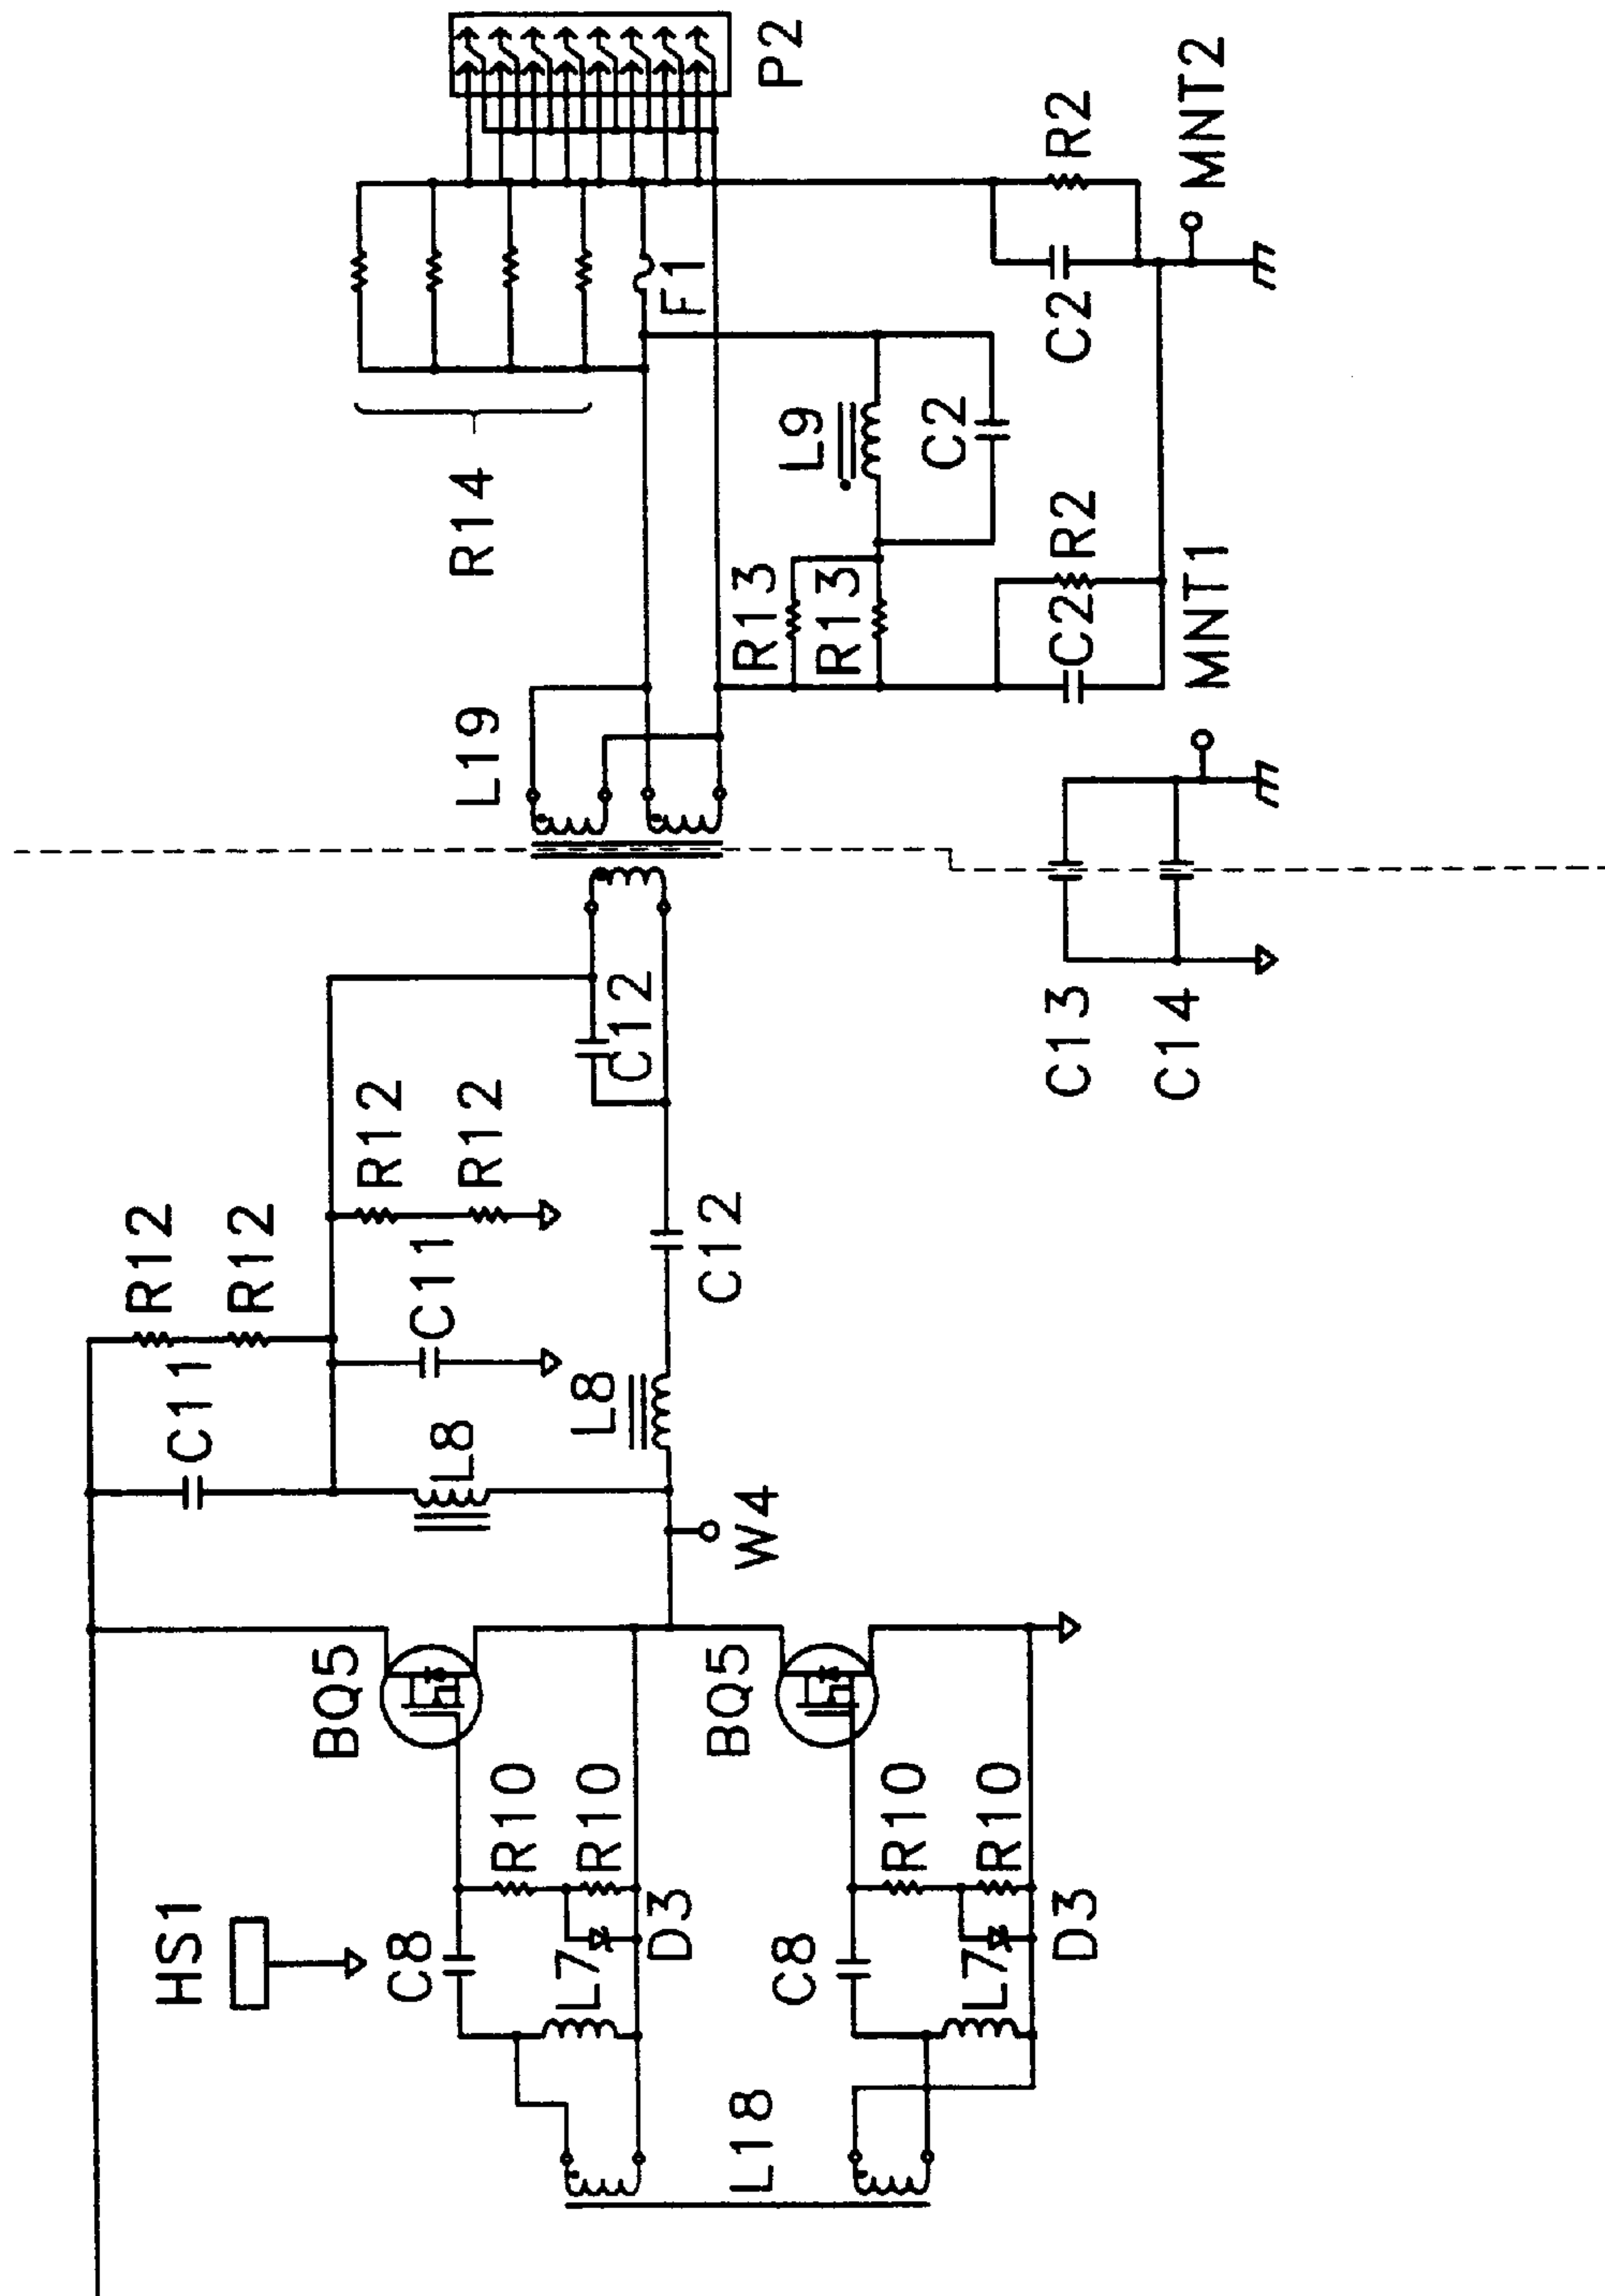 P2
R2
MNT2
C2
F1
L9
C2
R14
R2
R13
R13
C2
MNT1
L19
C12
C13
C14
R12
R12
R12
R12
C11
C12
C11
L8
L8
W4
BQ5
BQ5
R10
R10
R10
R10
HS1
C8
L7
D3
C8
L7
D3
L18